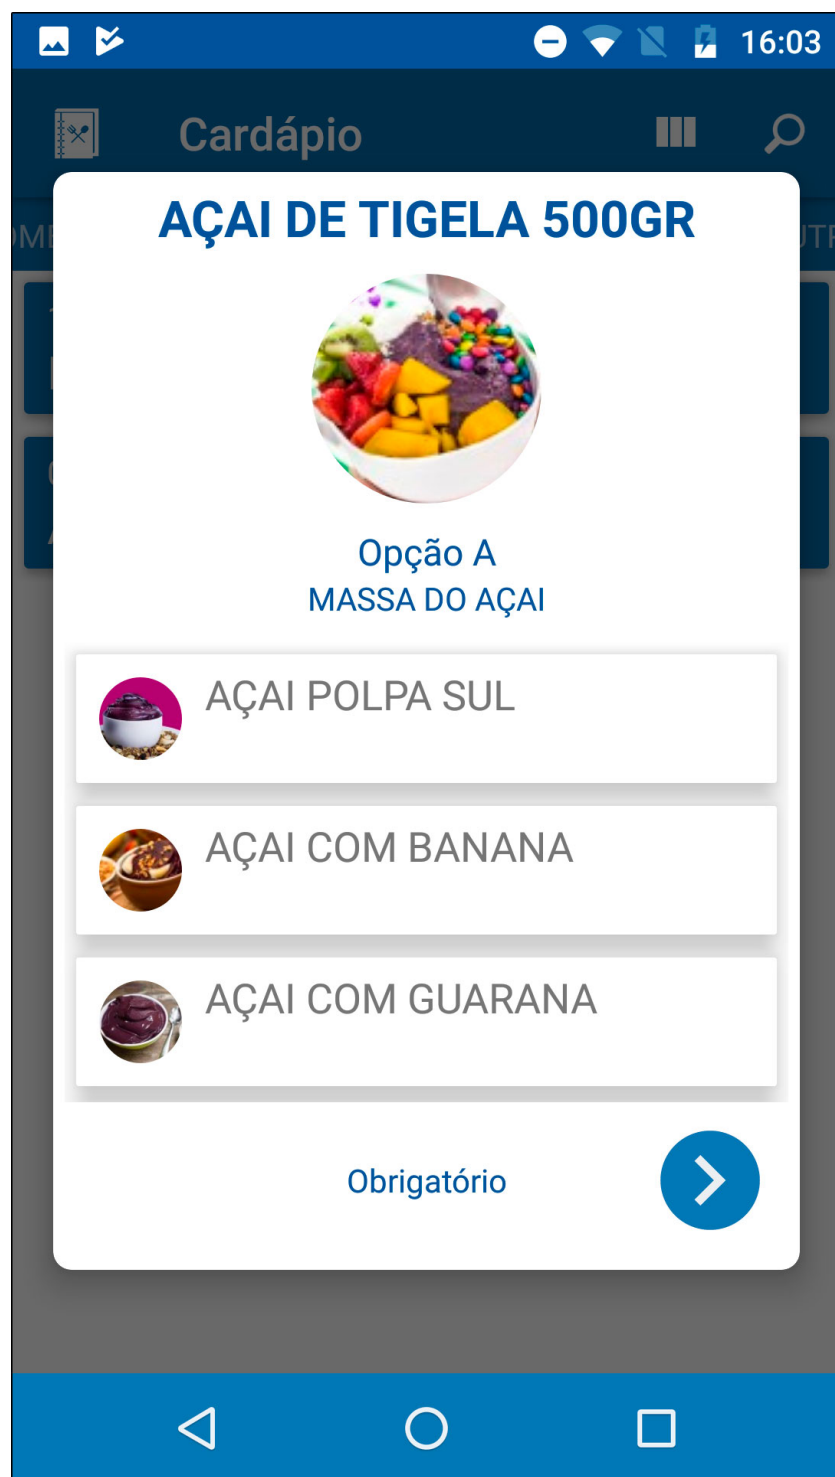 16:03
Cardápio
AÇAI DE TIGELA 500GR
Opção A
MASSA DO AÇAI
AÇAI POLPA SUL
AÇAI COM BANANA
AÇAI COM GUARANA
Obrigatório